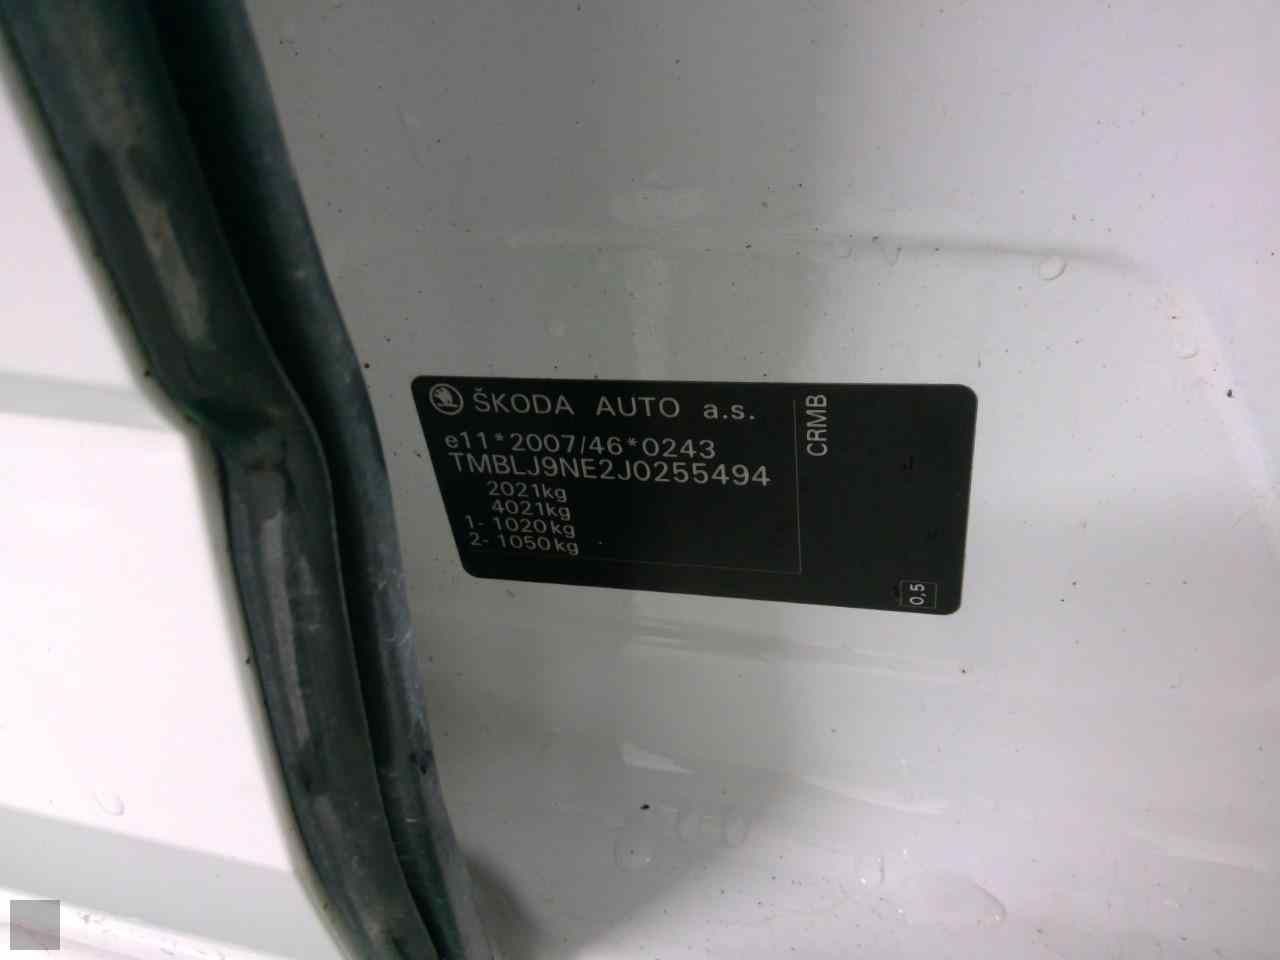 ŠKODA AUTO a.s.
e11*2007/46*0243
TMBLJ9NE2J0255494
2021kg
4021kg
1- 1020kg
2- 1050kg
CRMB
0,5